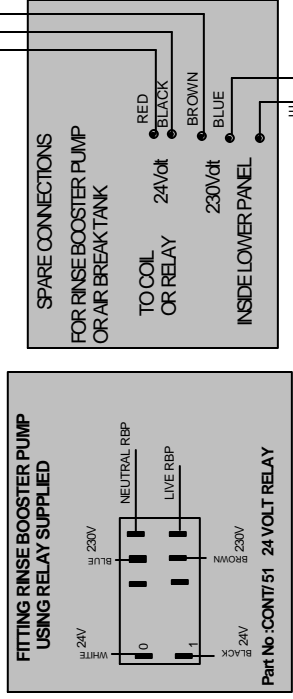 SPARE CONNECTIONS
FOR RINSE BOOSTER PUMP
OR AIR BREAK TANK
TO COIL
OR RELAY
24Volt
RED
BLACK
230Volt
BROWN
BLUE
INSIDE LOWER PANEL
FITTING RINSE BOOSTER PUMP
USING RELAY SUPPLIED
24V
WHITE
230V
BLUE
NEUTRAL RBP
0
1
LIVE RBP
24V
BLACK
230V
BROWN
Part No :CONT/ 51 24 VOLT RELAY